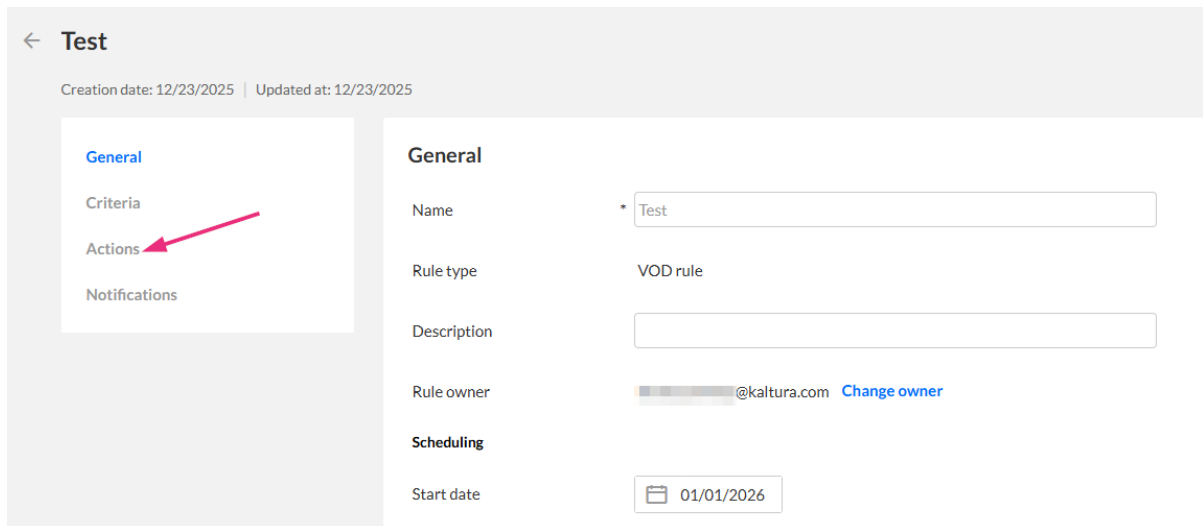 Test
Creation date: 12/23/2025 | Updated at: 12/23/2025
General
Criteria
Actions
Notifications
General
Name * Test
Rule type VOD rule
Description
Rule owner @kaltura.com Change owner
Scheduling
Start date 01/01/2026